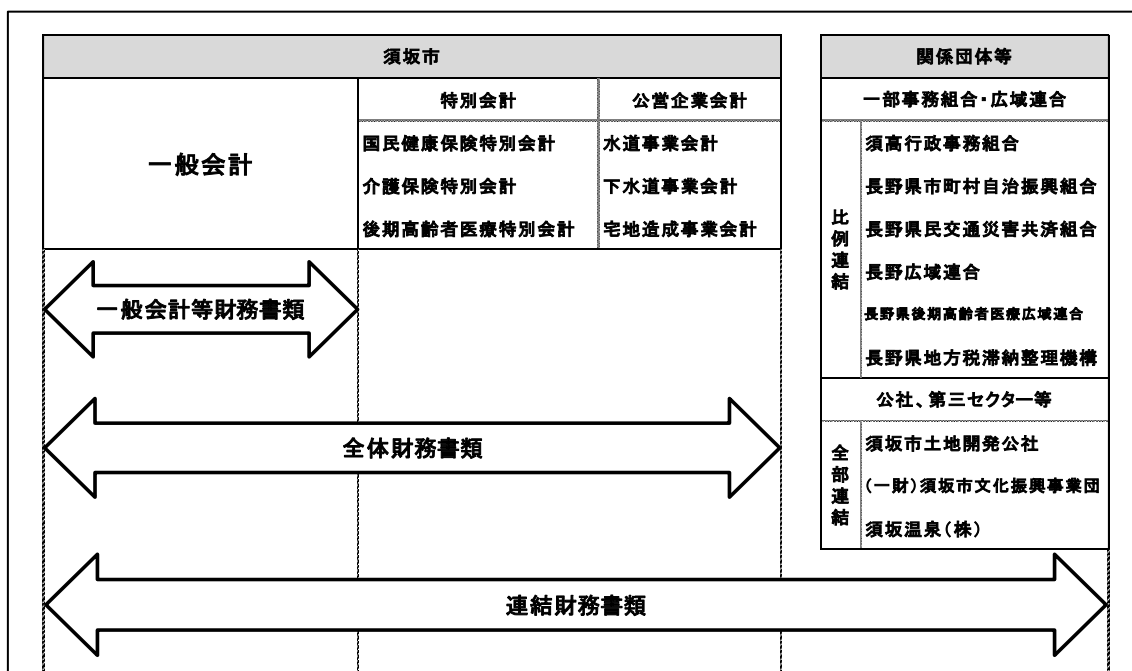 須坂市
一般会計
特別会計
国民健康保険特別会計
介護保険特別会計
後期高齢者医療特別会計
公営企業会計
水道事業会計
下水道事業会計
宅地造成事業会計
関係団体等
一部事務組合・広域連合
比例連結
須高行政事務組合
長野県市町村自治振興組合
長野県民交通災害共済組合
長野広域連合
長野県後期高齢者医療広域連合
長野県地方税滞納整理機構
公社、第三セクター等
全部連結
須坂市土地開発公社
(一財)須坂市文化振興事業団
須坂温泉(株)
一般会計等財務書類
全体財務書類
連結財務書類